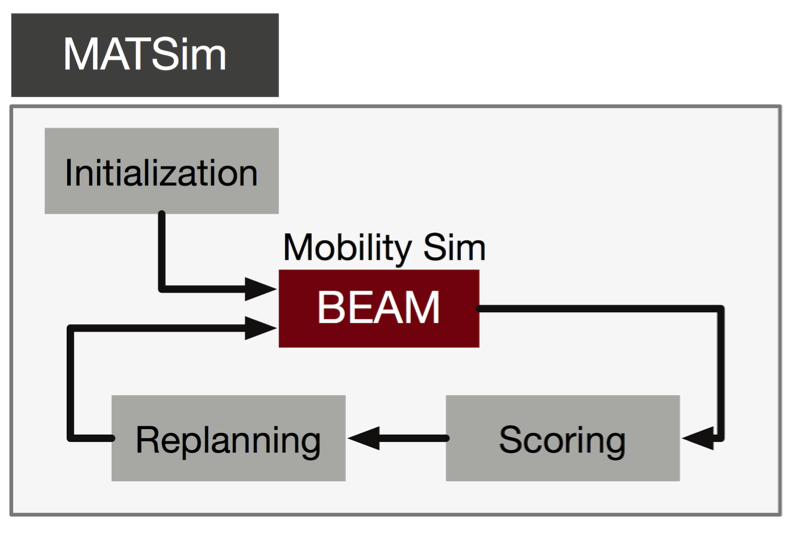 MATSim
Initialization
Mobility Sim
BEAM
Replanning
Scoring